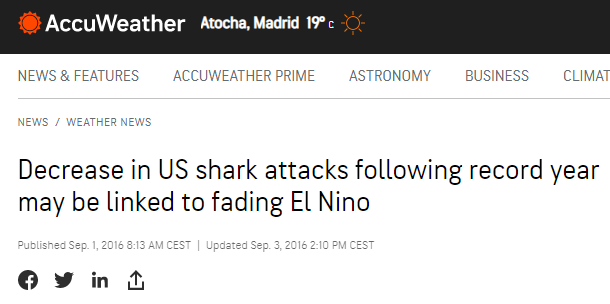 AccuWeather Atocha, Madrid 19° C
NEWS & FEATURES ACCUWEATHER PRIME ASTRONOMY BUSINESS CLIMAT
NEWS / WEATHER NEWS
Decrease in US shark attacks following record year
may be linked to fading El Nino
Published Sep. 1, 2016 8:13 AM CEST | Updated Sep. 3, 2016 2:10 PM CEST